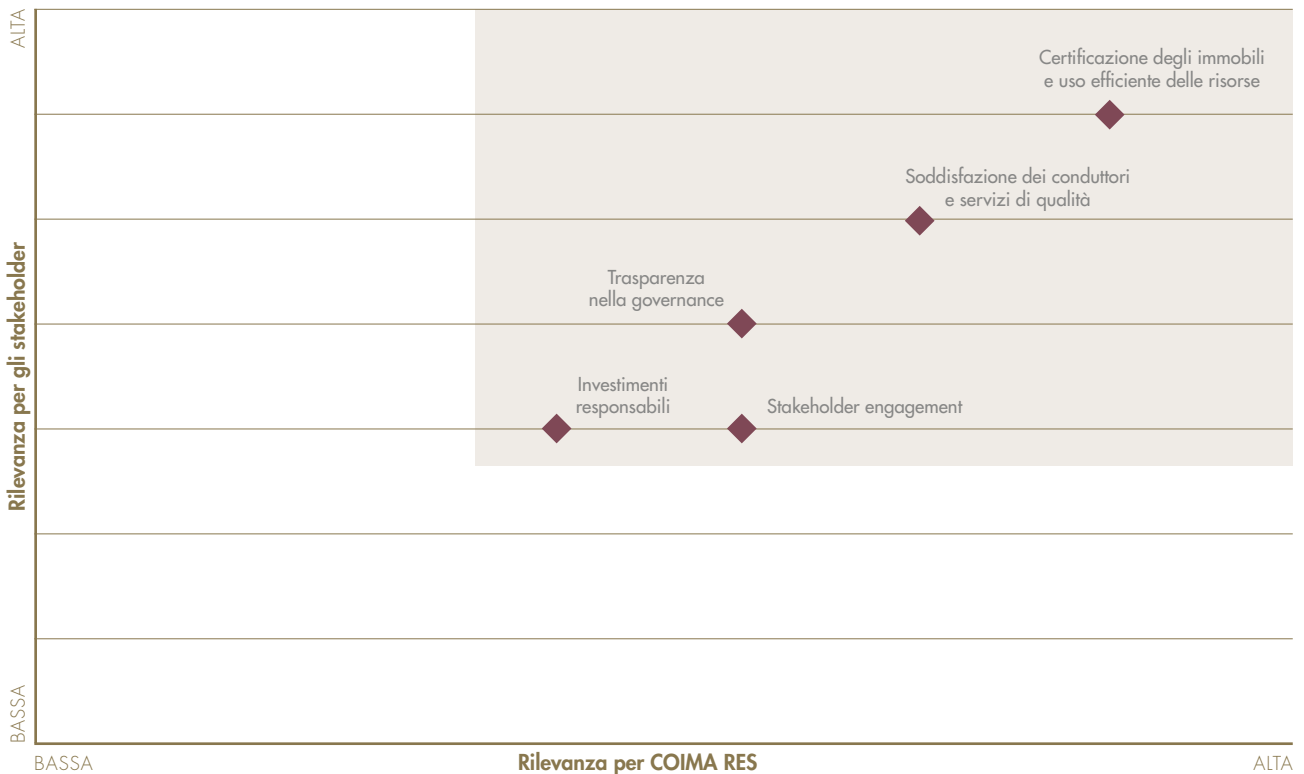 ALTA
Certificazione degli immobili
e uso efficiente delle risorse
Soddisfazione dei conduttori
e servizi di qualità
Trasparenza
nella governance
Investimenti
responsabili
Stakeholder engagement
Rilevanza per gli stakeholder
BASSA
BASSA
Rilevanza per COIMA RES
ALTA